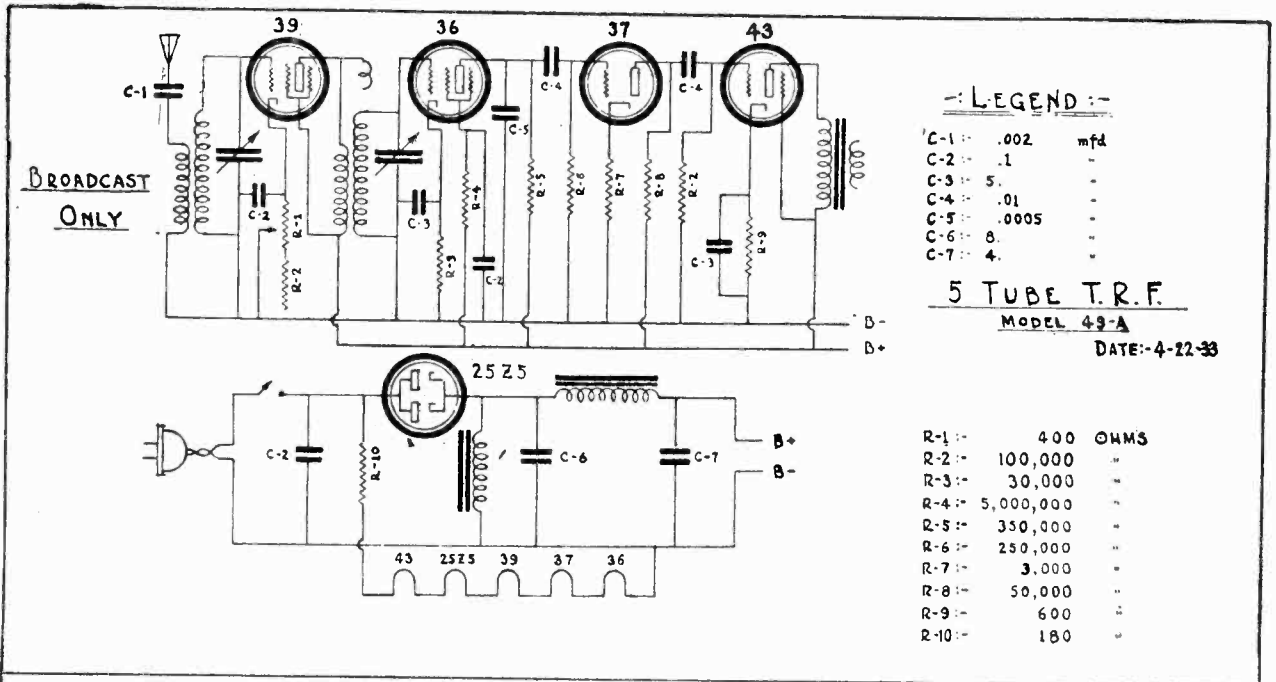 39
36
37
43
C-1
C-4
C-4
C-5
BROADCAST
ONLY
C-2
R-1
R-2
C-3
R-3
R-4
C-2
R-5
R-6
R-7
R-8
R-2
C-3
R-9
B-
B+
-: LEGEND :-
C-1 :- .002 mfd
C-2 :- .1 "
C-3 :- 5. "
C-4 :- .01 "
C-5 :- .0005 "
C-6 :- 8. "
C-7 :- 4. "
5 TUBE T.R.F.
MODEL 49-A
DATE:-4-22-33
25Z5
C-2
R-10
C-6
C-7
B+
B-
43 25Z5 39 37 36
R-1 :- 400 OHMS
R-2 :- 100,000 "
R-3 :- 30,000 "
R-4 :- 5,000,000 "
R-5 :- 350,000 "
R-6 :- 250,000 "
R-7 :- 3,000 "
R-8 :- 50,000 "
R-9 :- 600 "
R-10 :- 180 "